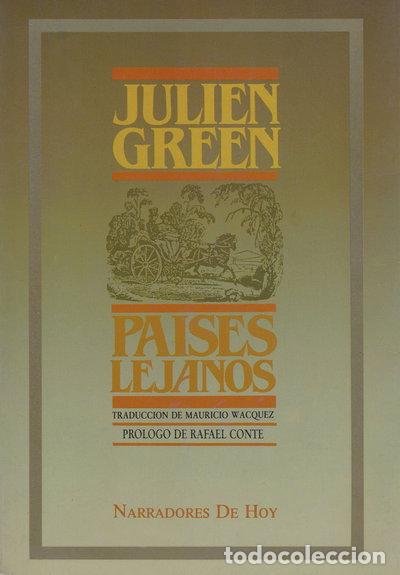 JULIEN
GREEN
PAISES
LEJANOS
TRADUCCION DE MAURICIO WACQUEZ
PROLOGO DE RAFAEL CONTE
NARRADORES DE HOY
todocoleccion